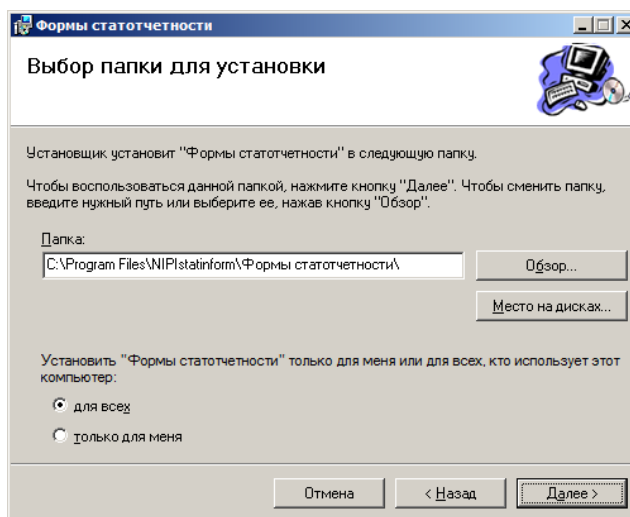 Формы статотчетности
Выбор папки для установки
Установщик установит "Формы статотчетности" в следующую папку.
Чтобы воспользоваться данной папкой, нажмите кнопку "Далее". Чтобы сменить папку,
введите нужный путь или выберите ее, нажав кнопку "Обзор".
Папка:
C:\Program Files\NIPIstatinform\Формы статотчетности\
Обзор...
Место на дисках...
Установить "Формы статотчетности" только для меня или для всех, кто использует этот
компьютер:
для всех
только для меня
Отмена
< Назад
Далее >